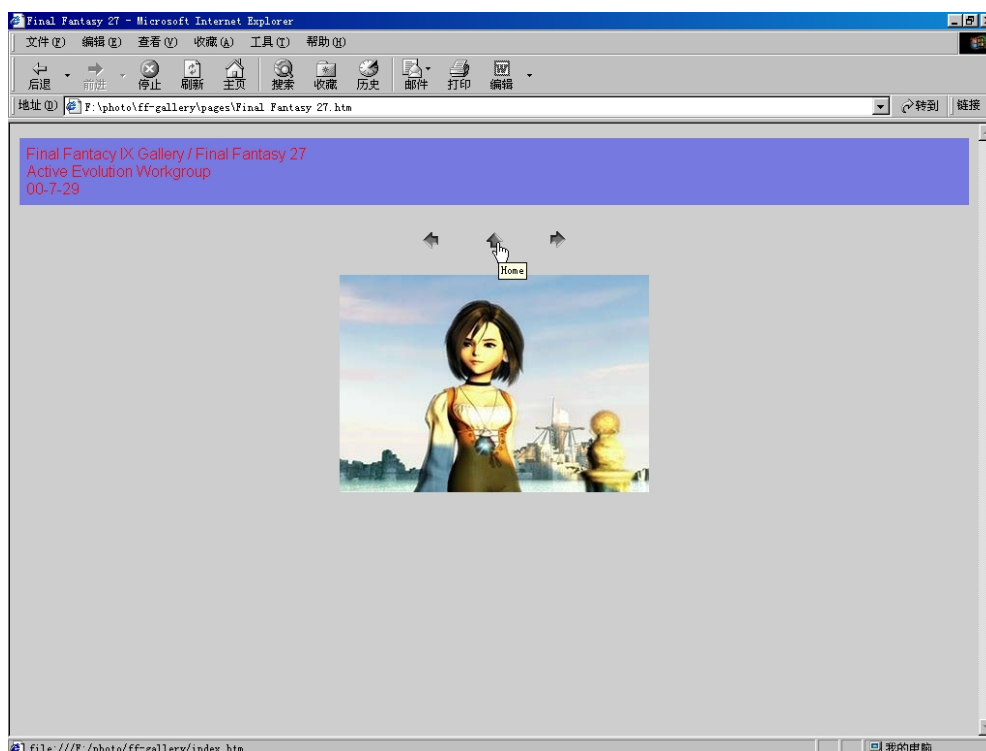 Final Fantasy 27 - Microsoft Internet Explorer
文件(F) 编辑(E) 查看(V) 收藏(A) 工具(T) 帮助(H)
后退 前进 停止 刷新 主页 搜索 收藏 历史 邮件 打印 编辑
地址(D) F:\photo\ff-gallery\pages\Final Fantasy 27.htm 转到 链接
Final Fantacy IX Gallery / Final Fantasy 27
Active Evolution Workgroup
00-7-29
Home
file:///F:/photo/ff-gallery/index.htm 我的电脑